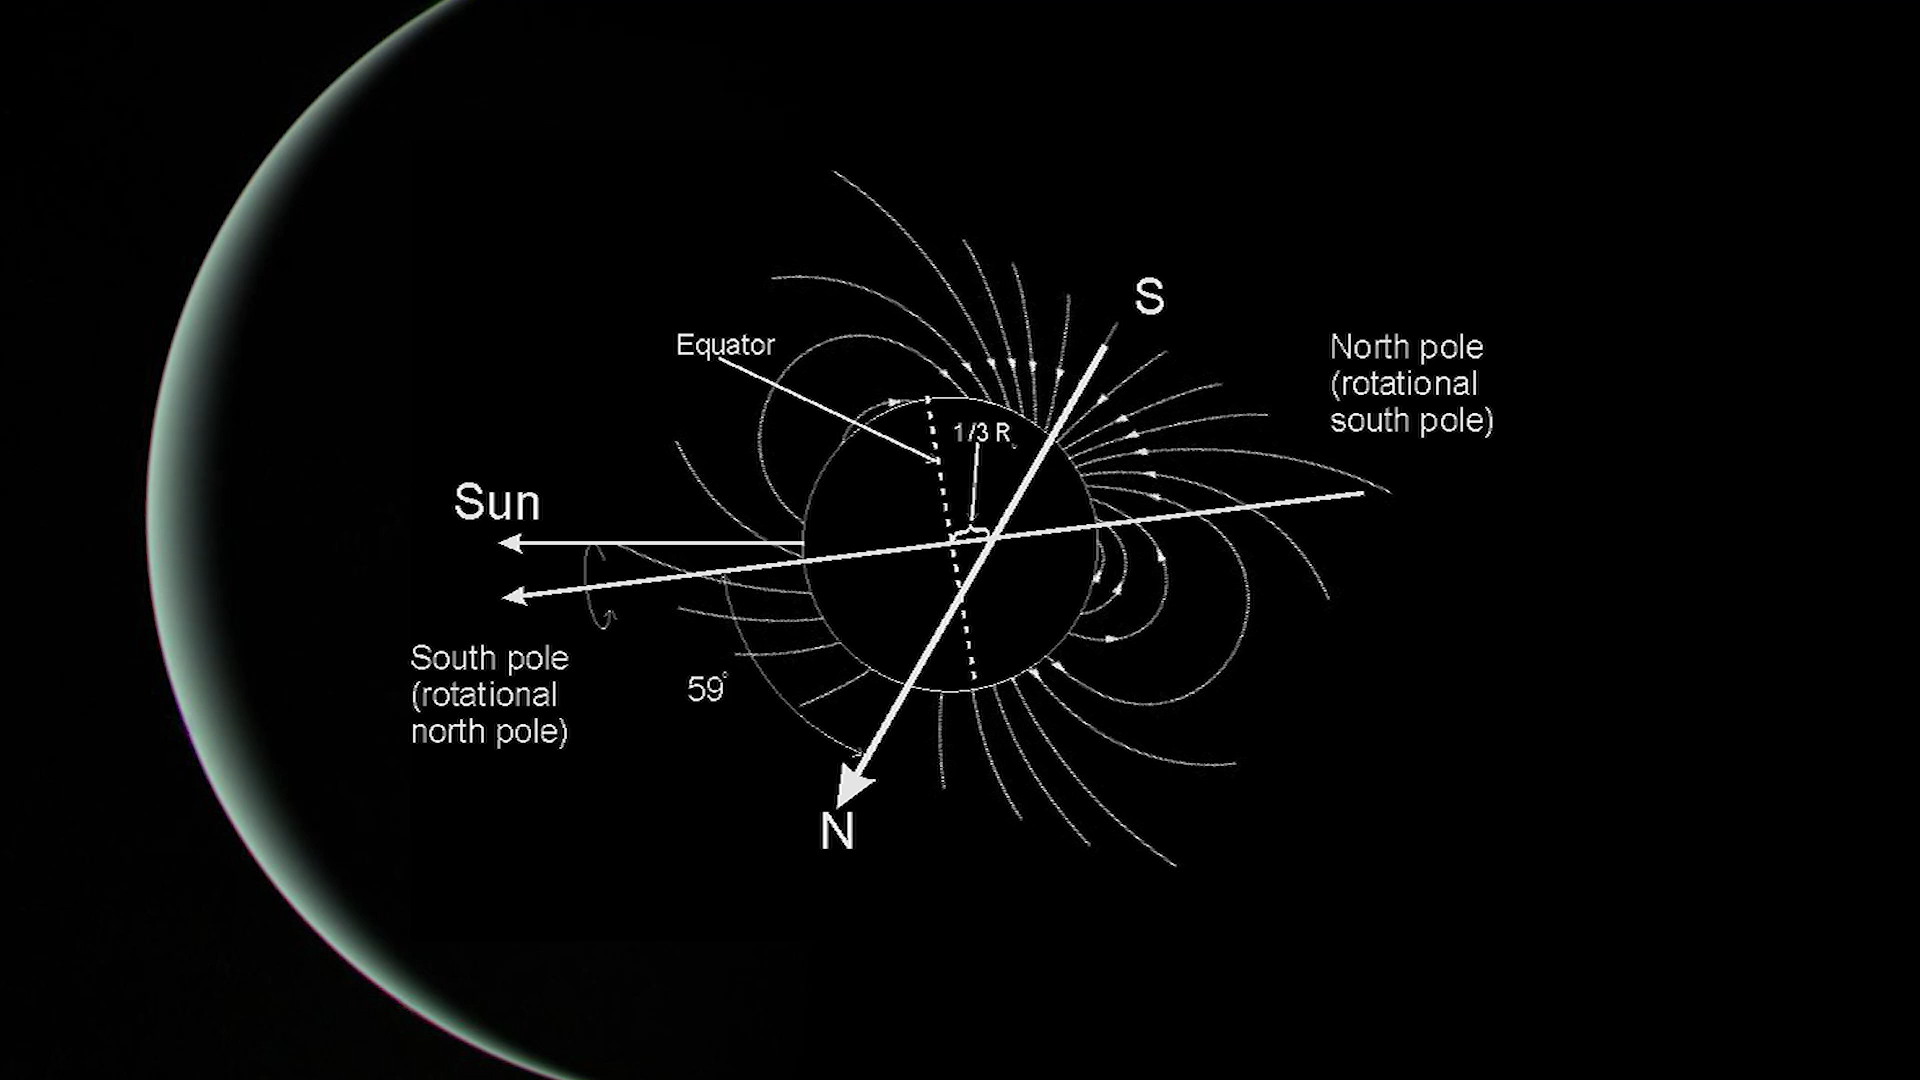 S
Equator
North pole
(rotational
south pole)
1/3 R
Sun
South pole
(rotational
north pole)
59°
N